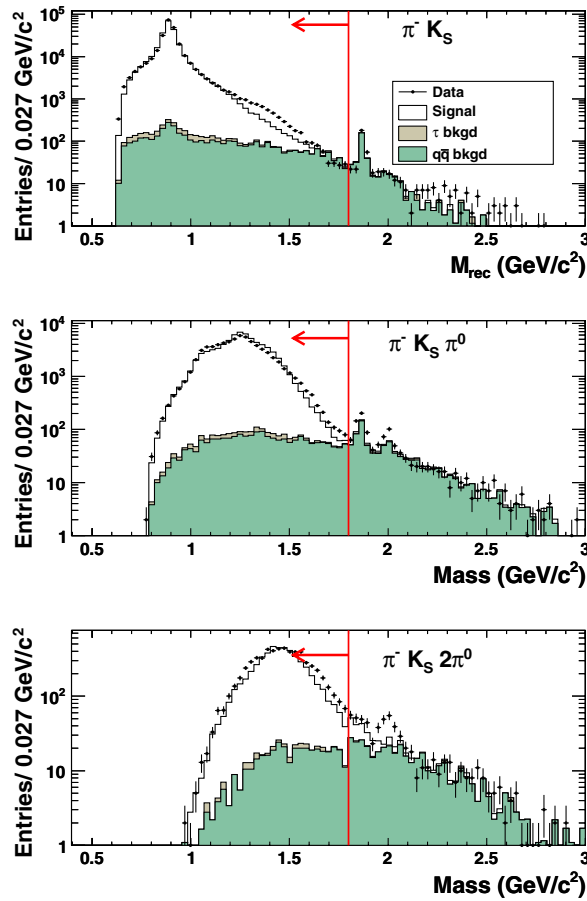 π⁻ K_S
Entries/ 0.027 GeV/c²
10⁵
10⁴
10³
10²
10
1
Data
Signal
τ bkgd
qq̄ bkgd
0.5 1 1.5 2 2.5 3
M_rec (GeV/c²)
π⁻ K_S π⁰
Entries/ 0.027 GeV/c²
10⁴
10³
10²
10
1
0.5 1 1.5 2 2.5 3
Mass (GeV/c²)
π⁻ K_S 2π⁰
Entries/ 0.027 GeV/c²
10²
10
1
0.5 1 1.5 2 2.5 3
Mass (GeV/c²)